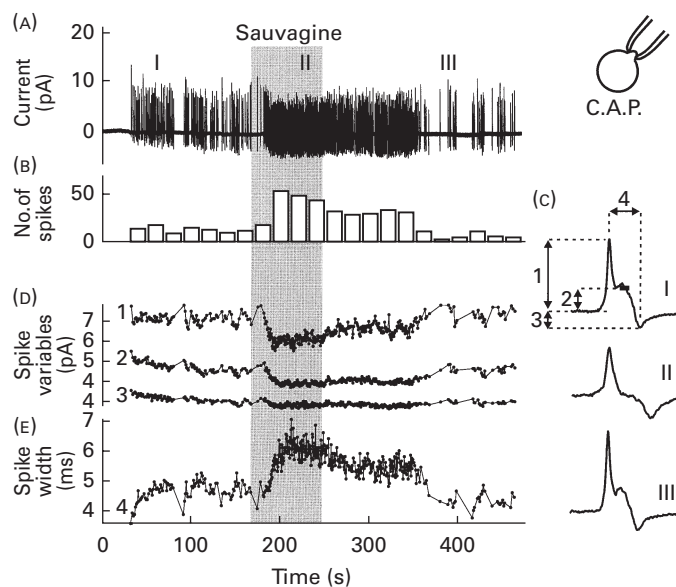 (A)
Sauvagine
20
10
0
Current
(pA)
I
II
III
C.A.P.
(B)
50
0
No.of
spikes
(C)
4
1
2
3
I
II
III
(D)
7
6
5
4
4
Spike
variables
(pA)
1
2
3
(E)
7
6
5
4
Spike
width
(ms)
4
0
100
200
300
400
Time (s)